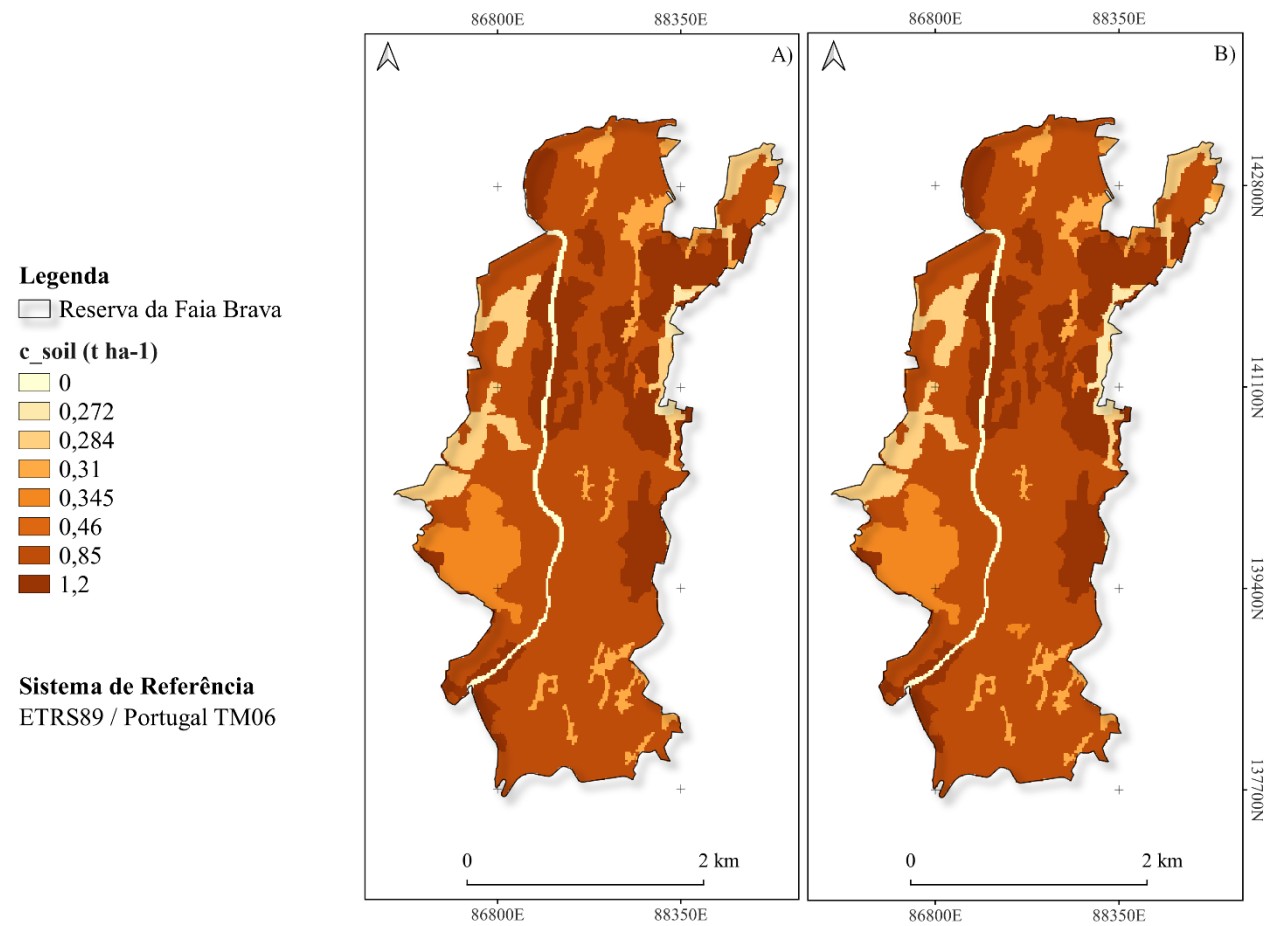 86800E
88350E
86800E
88350E
A)
B)
142800N
141100N
139400N
137700N
Legenda
Reserva da Faia Brava
c_soil (t ha-1)
0
0,272
0,284
0,31
0,345
0,46
0,85
1,2
Sistema de Referência
ETRS89 / Portugal TM06
0
2 km
0
2 km
86800E
88350E
86800E
88350E